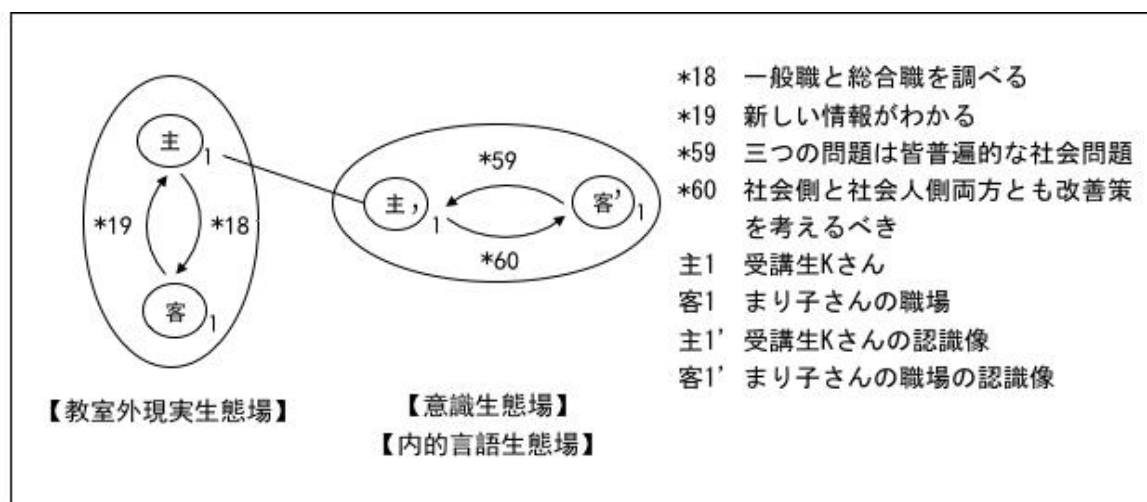 主1
*19
*18
客1
【教室外現実生態場】
*59
主,1
客'1
*60
【意識生態場】
【内的言語生態場】
*18 一般職と総合職を調べる
*19 新しい情報がわかる
*59 三つの問題は皆普遍的な社会問題
*60 社会側と社会人側両方とも改善策
を考えるべき
主1 受講生Kさん
客1 まり子さんの職場
主1' 受講生Kさんの認識像
客1' まり子さんの職場の認識像